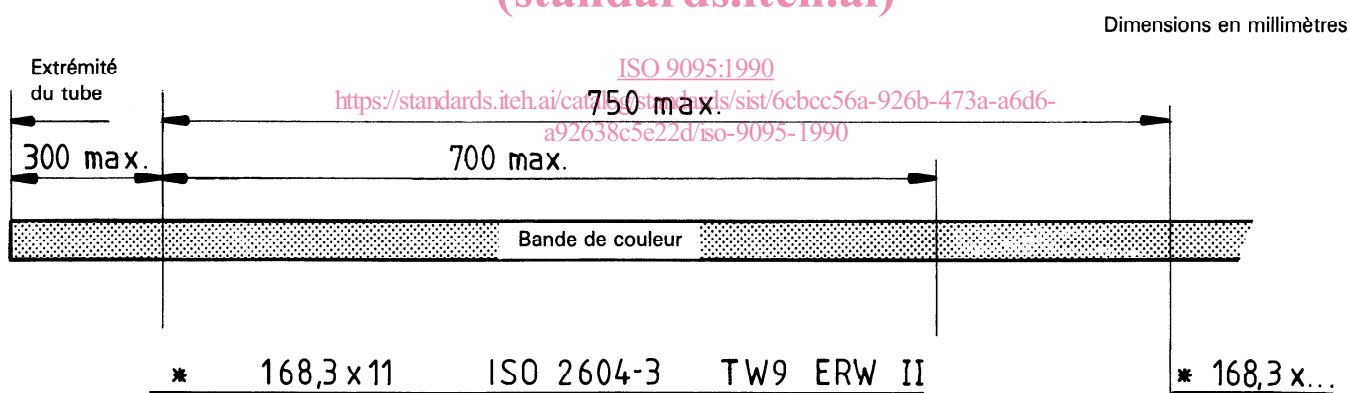 (standards.iteh.ai)
Dimensions en millimètres
Extrémité
du tube
ISO 9095:1990
https://standards.iteh.ai/catalog/standards/sist/6cbcc56a-926b-473a-a6d6-
a92638c5e22d/iso-9095-1990
750 max.
300 max.
700 max.
Bande de couleur
* 168,3 x 11 ISO 2604-3 TW9 ERW II
* 168,3 x...